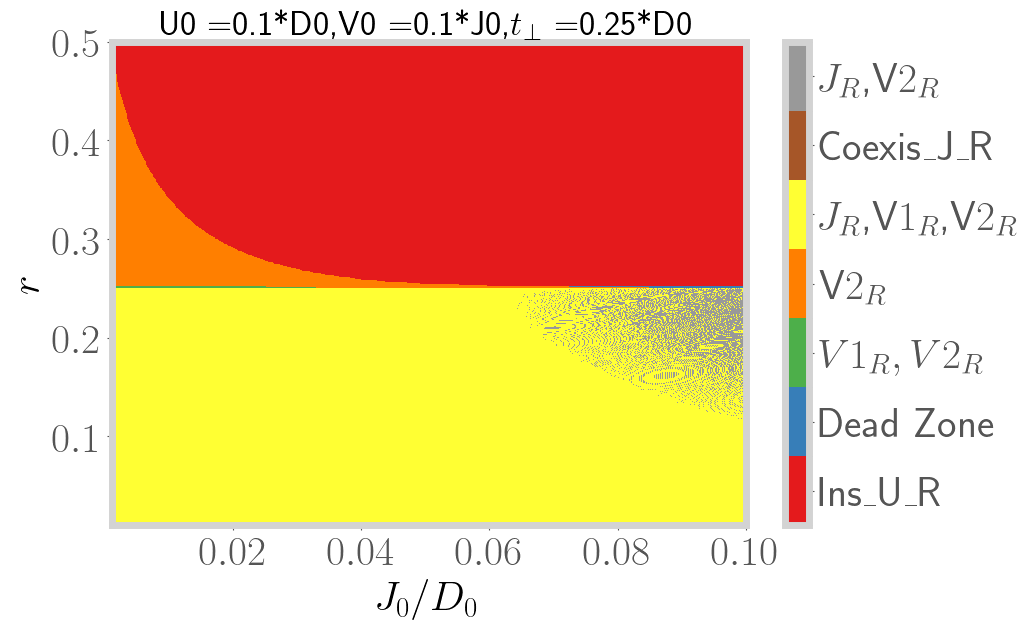 U0 =0.1*D0,V0 =0.1*J0,t⊥ =0.25*D0
0.5
0.4
0.3
0.2
0.1
r
0.02 0.04 0.06 0.08 0.10
J0/D0
JR,V2R
Coexis_J_R
JR,V1R,V2R
V2R
V1R, V2R
Dead Zone
Ins_U_R